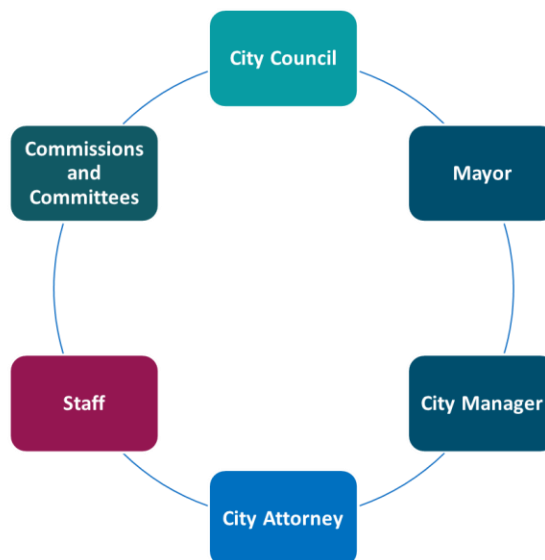 City Council
Mayor
City Manager
City Attorney
Staff
Commissions
and
Committees